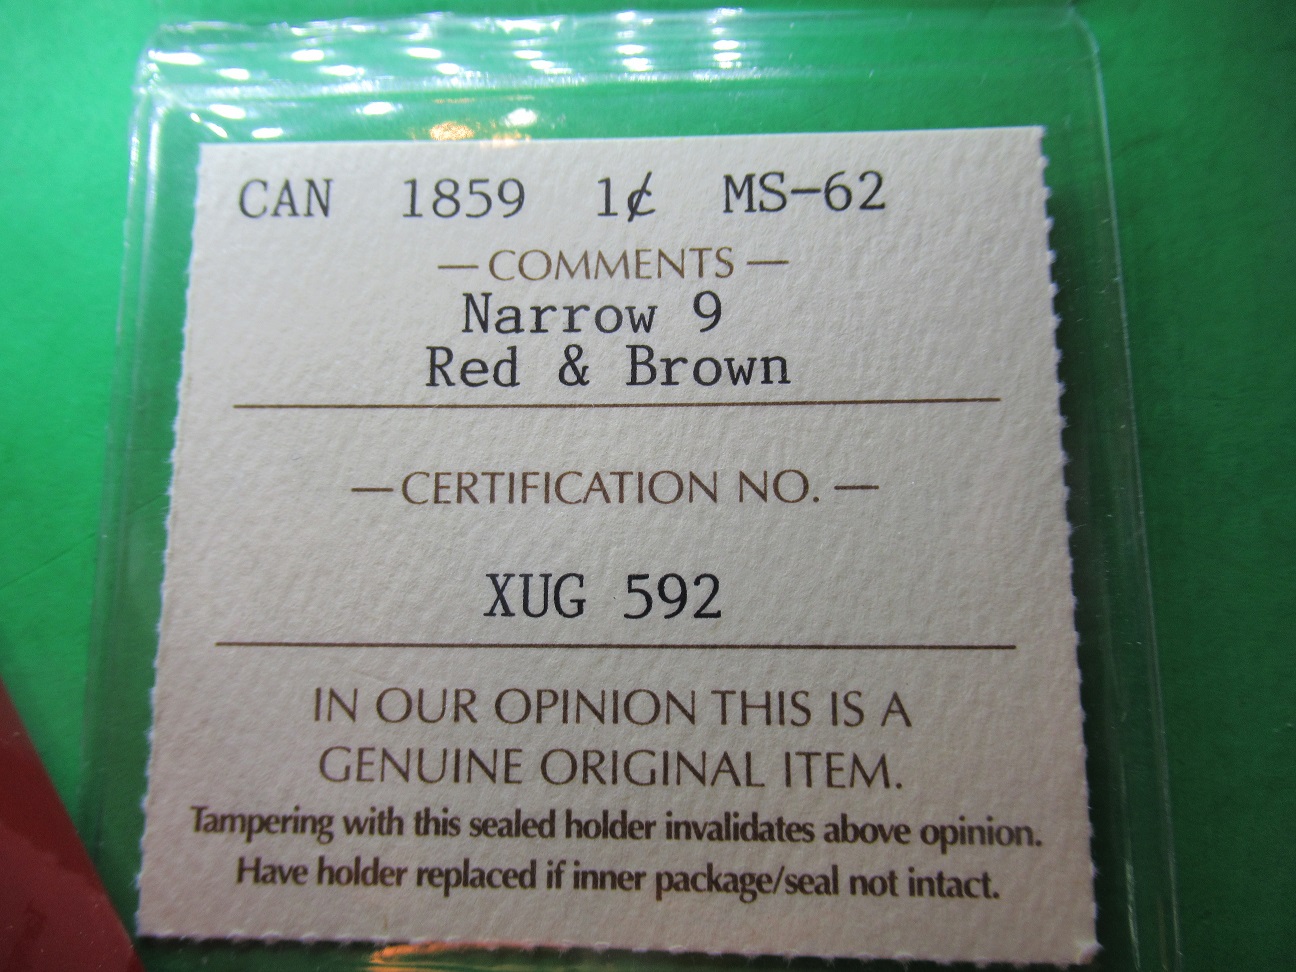 CAN 1859 1¢ MS-62
— COMMENTS —
Narrow 9
Red & Brown
— CERTIFICATION NO. —
XUG 592
IN OUR OPINION THIS IS A
GENUINE ORIGINAL ITEM.
Tampering with this sealed holder invalidates above opinion.
Have holder replaced if inner package/seal not intact.